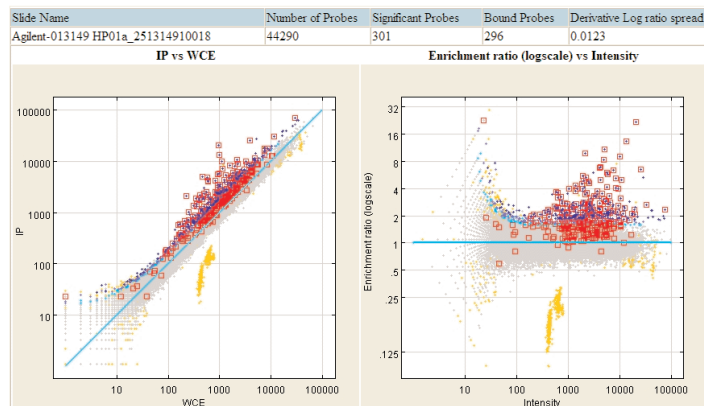 Slide Name Number of Probes Significant Probes Bound Probes Derivative Log ratio spread
Agilent-013149 HP01a_251314910018 44290 301 296 0.0123
IP vs WCE Enrichment ratio (logscale) vs Intensity
100000
10000
1000
100
10
IP
10 100 1000 10000 100000
WCE
32
16
8
4
2
1
.5
.25
.125
Enrichment ratio (logscale)
10 100 1000 10000 100000
Intensity